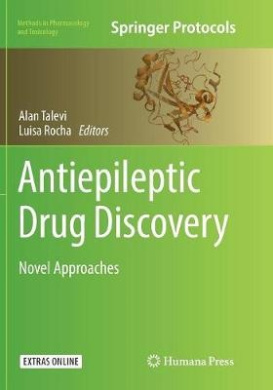 Methods in Pharmacology
and Toxicology
Springer Protocols
Alan Talevi
Luisa Rocha Editors
Antiepileptic
Drug Discovery
Novel Approaches
EXTRAS ONLINE
Humana Press